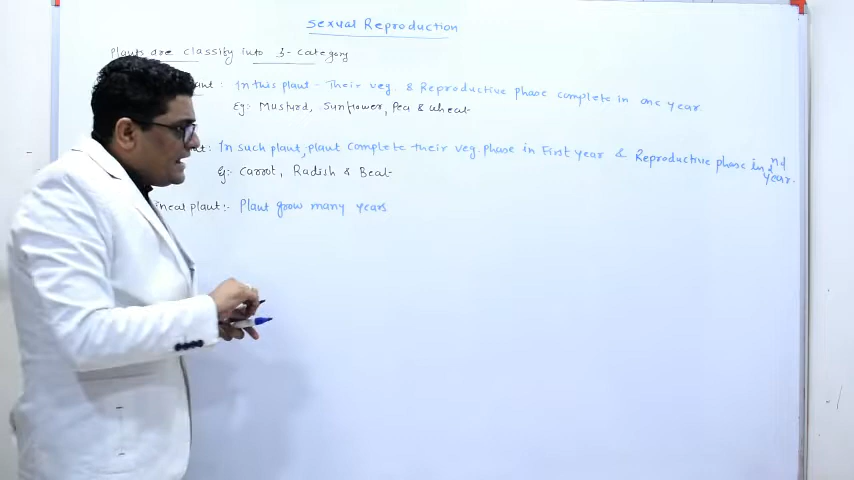 Sexual Reproduction
Plants are classify into 3- category
ant : In this plant - Their veg. & Reproductive phase complete in one year.
Eg:- Musturd, Sunflower, Pea & wheat-
t: In such plant, plant complete their veg. phase in First year & Reproductive phase in 2nd year.
Eg:- Carrot, Radish & Beat-
ineal plant:- Plant grow many years